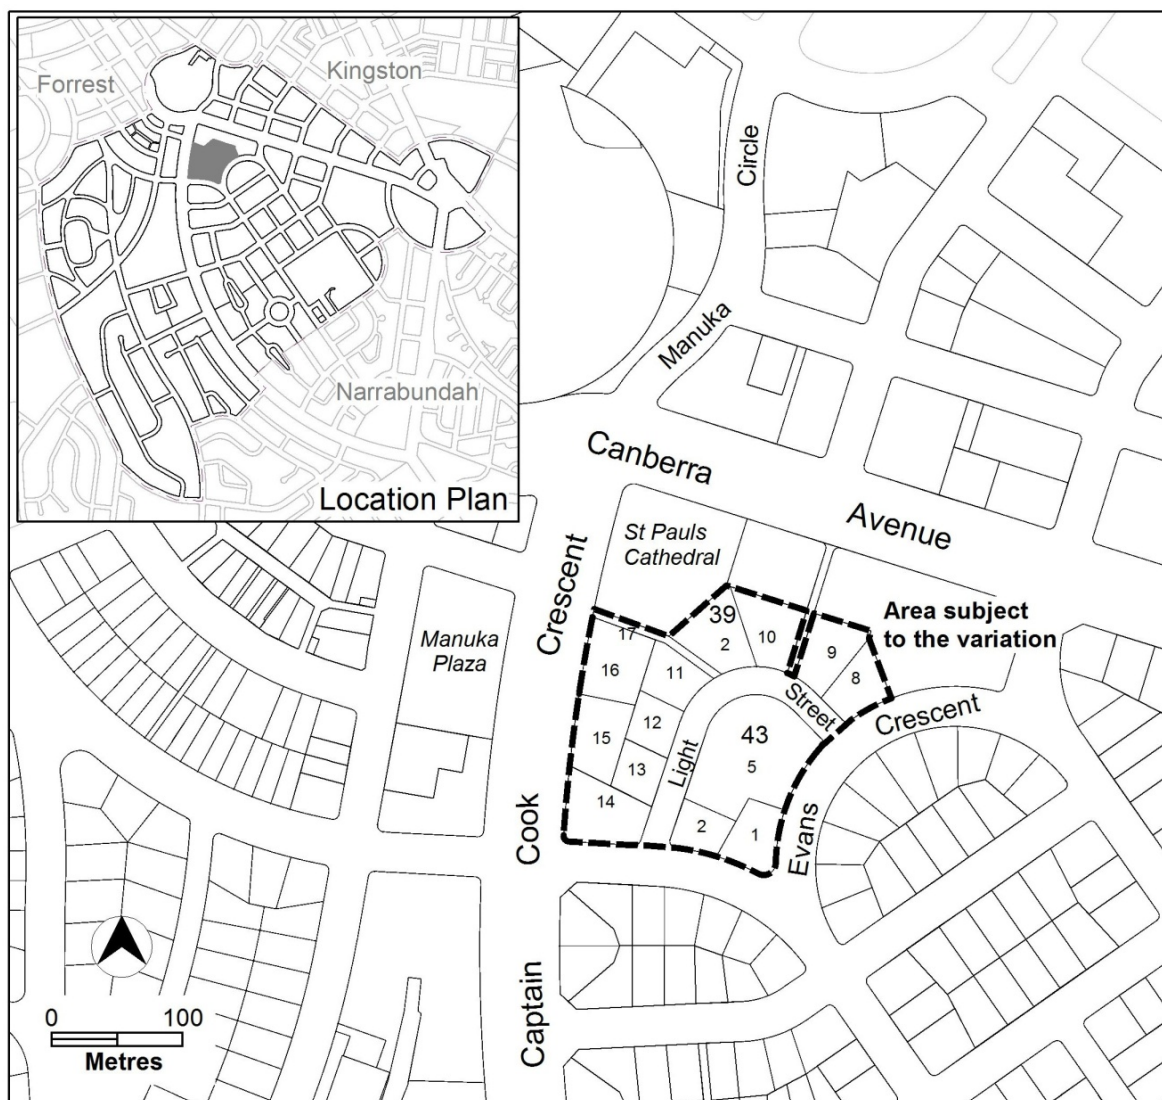 Forrest
Kingston
Narrabundah
Location Plan
Circle
Manuka
Canberra
Avenue
St Pauls
Cathedral
Crescent
Manuka
Plaza
Area subject
to the variation
39
2
10
9
8
17
16
11
15
12
13
14
Street
Crescent
43
5
Light
2
1
Evans
Cook
Captain
0 100
Metres